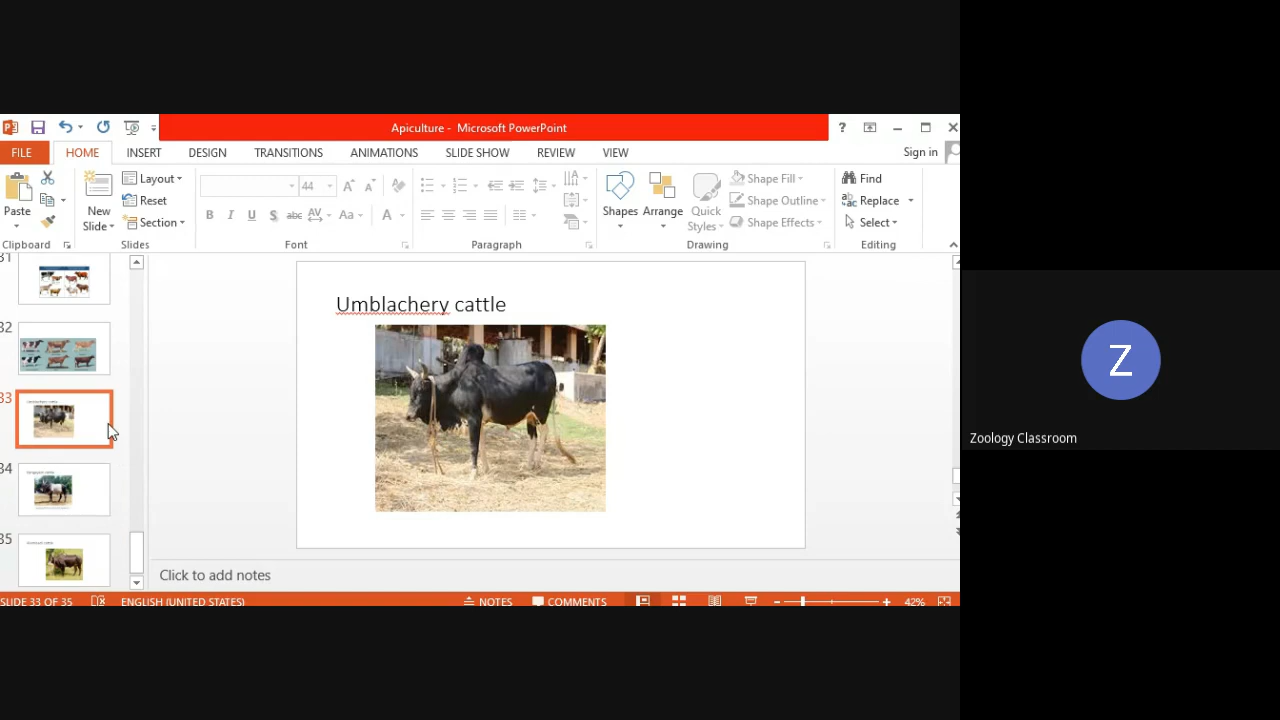 Apiculture - Microsoft PowerPoint
FILE HOME INSERT DESIGN TRANSITIONS ANIMATIONS SLIDE SHOW REVIEW VIEW Sign in
Paste
Clipboard
New
Slide
Layout
Reset
Section
Slides
44
B I U S abc AV Aa A
Font
Paragraph
Shapes
Arrange
Quick
Styles
Shape Fill
Shape Outline
Shape Effects
Drawing
Find
Replace
Select
Editing
31
32
33
34
35
Umblachery cattle
Click to add notes
SLIDE 33 OF 35 ENGLISH (UNITED STATES) NOTES COMMENTS 42%
Z
Zoology Classroom